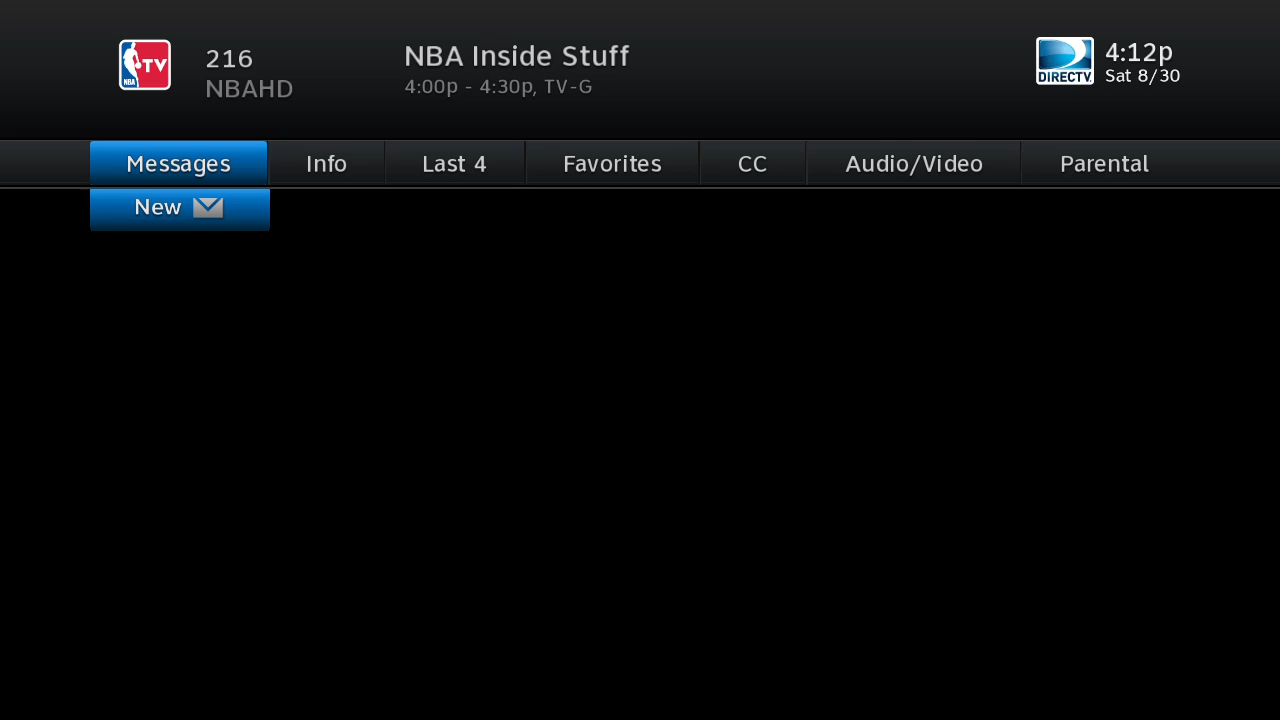 NBA TV
216
NBAHD
NBA Inside Stuff
4:00p - 4:30p, TV-G
DIRECTV
4:12p
Sat 8/30
Messages Info Last 4 Favorites CC Audio/Video Parental
New